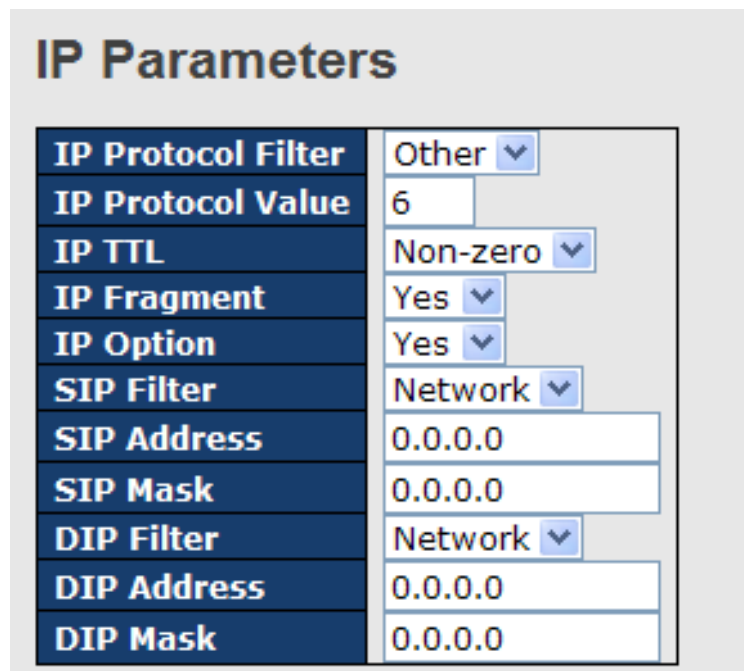 IP Parameters
IP Protocol Filter Other
IP Protocol Value 6
IP TTL Non-zero
IP Fragment Yes
IP Option Yes
SIP Filter Network
SIP Address 0.0.0.0
SIP Mask 0.0.0.0
DIP Filter Network
DIP Address 0.0.0.0
DIP Mask 0.0.0.0